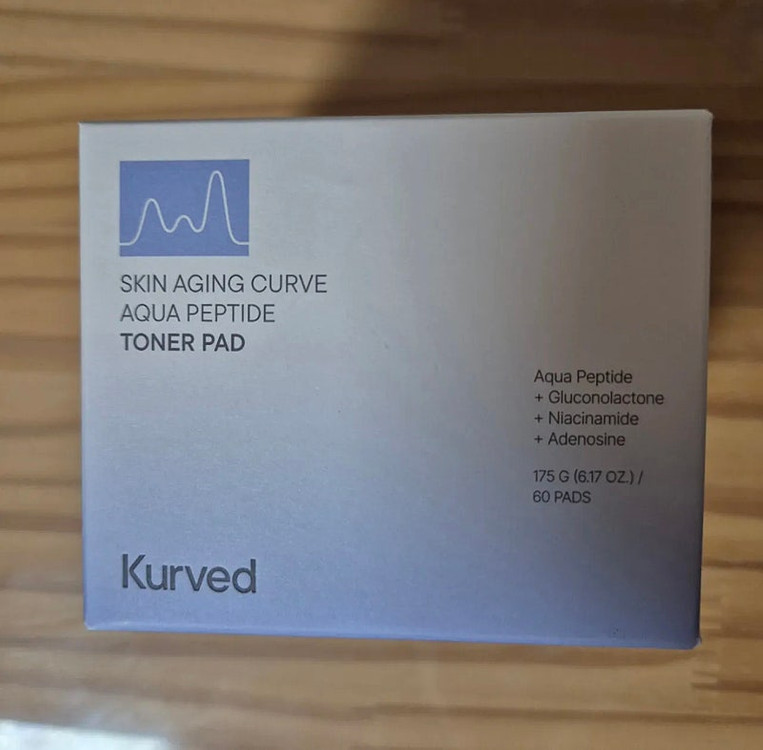 SKIN AGING CURVE
AQUA PEPTIDE
TONER PAD
Aqua Peptide
+ Gluconolactone
+ Niacinamide
+ Adenosine
175 G (6.17 OZ.) /
60 PADS
Kurved